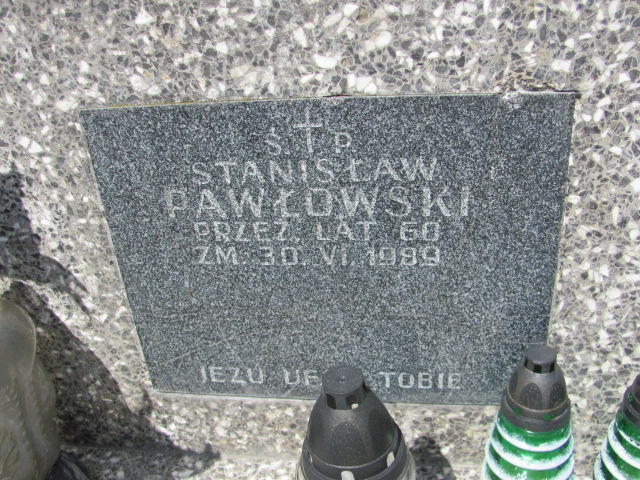 Ś P
STANISŁAW
PAWŁOWSKI
PRZEŻ. LAT 60
ZM. 30. VI. 1989
JEZU TOBIE